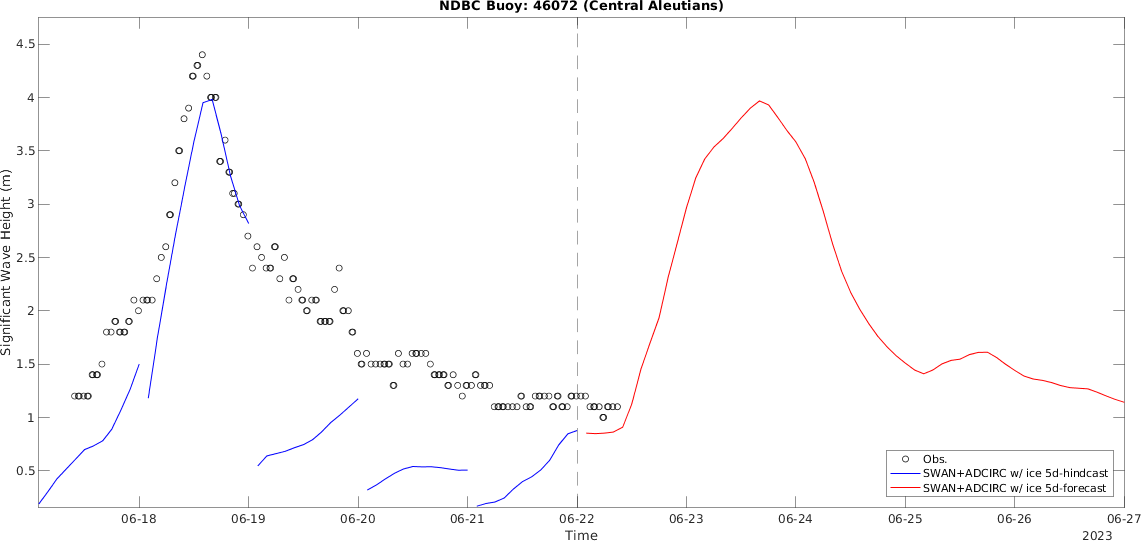 NDBC Buoy: 46072 (Central Aleutians)
Significant Wave Height (m)
4.5
4
3.5
3
2.5
2
1.5
1
0.5
Obs.
SWAN+ADCIRC w/ ice 5d-hindcast
SWAN+ADCIRC w/ ice 5d-forecast
06-18 06-19 06-20 06-21 06-22 06-23 06-24 06-25 06-26 06-27
Time
2023